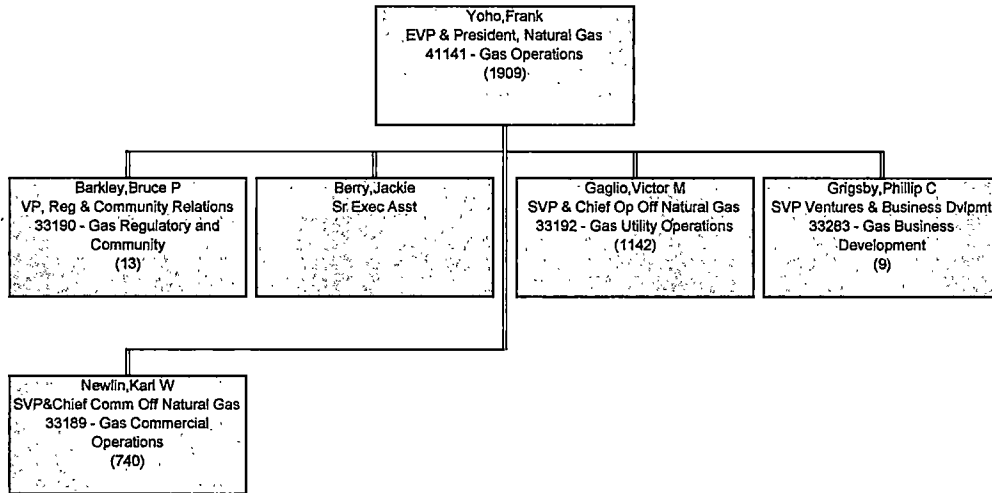 Yoho,Frank
EVP & President, Natural Gas
41141 - Gas Operations
(1909)
Barkley,Bruce P
VP, Reg & Community Relations
33190 - Gas Regulatory and
Community
(13)
Berry,Jackie
Sr Exec Asst
Gaglio,Victor M
SVP & Chief Op Off Natural Gas
33192 - Gas Utility Operations
(1142)
Grigsby,Phillip C
SVP Ventures & Business Dvlpmt
33283 - Gas Business
Development
(9)
Newlin,Karl W
SVP&Chief Comm Off Natural Gas
33189 - Gas Commercial
Operations
(740)